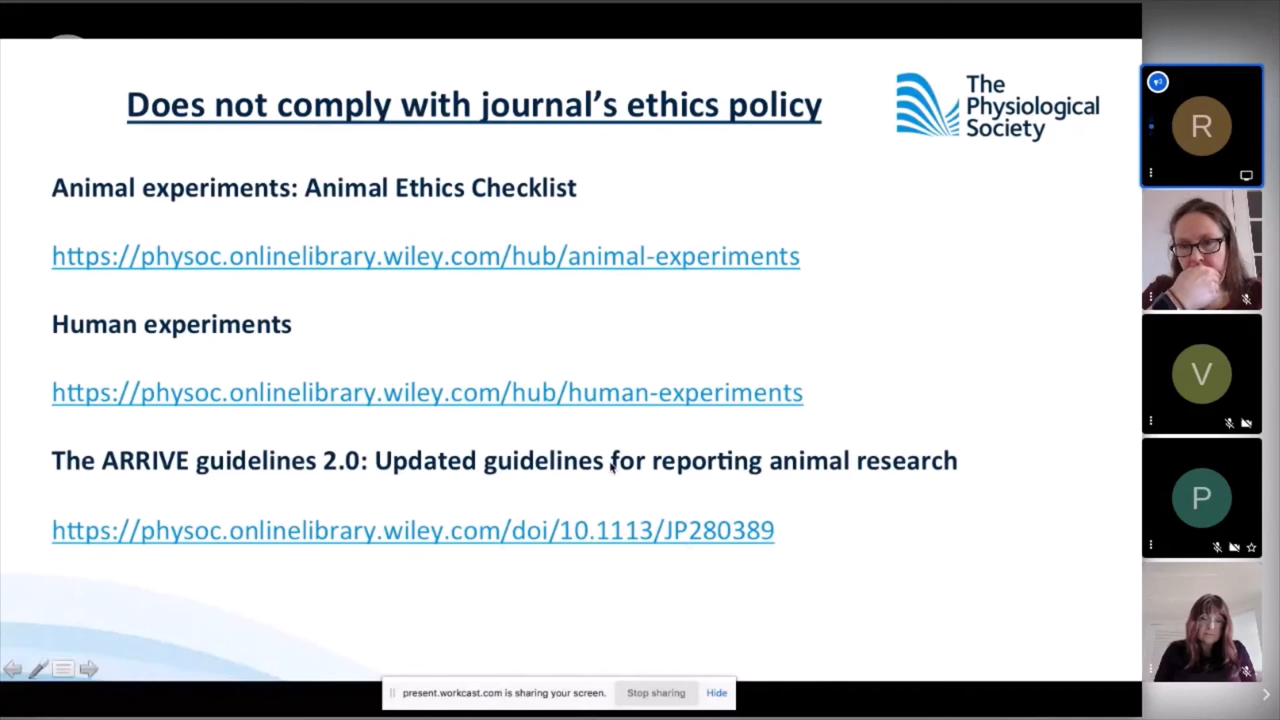 Does not comply with journal's ethics policy
The
Physiological
Society
Animal experiments: Animal Ethics Checklist
https://physoc.onlinelibrary.wiley.com/hub/animal-experiments
Human experiments
https://physoc.onlinelibrary.wiley.com/hub/human-experiments
The ARRIVE guidelines 2.0: Updated guidelines for reporting animal research
https://physoc.onlinelibrary.wiley.com/doi/10.1113/JP280389
present.workcast.com is sharing your screen.
Stop sharing
Hide
R
V
P